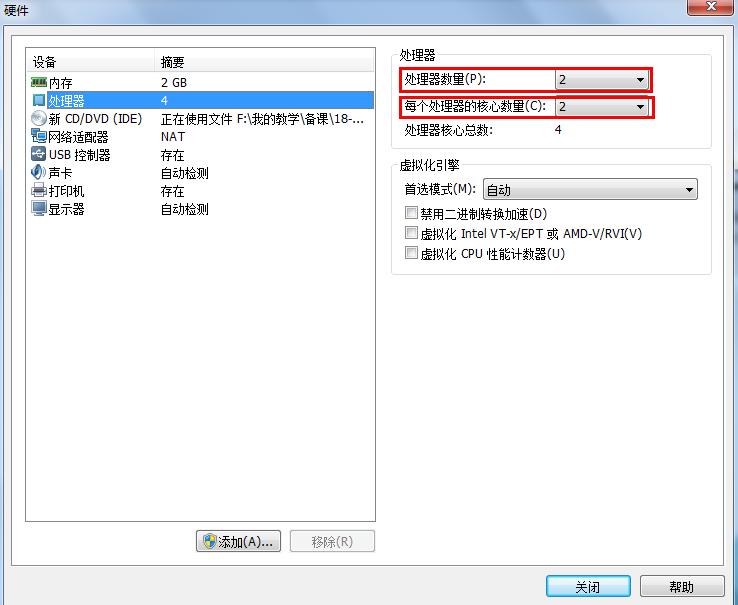 硬件
设备 摘要
内存 2 GB
处理器 4
新 CD/DVD (IDE) 正在使用文件 F:\我的教学\备课\18-...
网络适配器 NAT
USB 控制器 存在
声卡 自动检测
打印机 存在
显示器 自动检测
添加(A)...
移除(R)
处理器
处理器数量(P): 2
每个处理器的核心数量(C): 2
处理器核心总数: 4
虚拟化引擎
首选模式(M): 自动
禁用二进制转换加速(D)
虚拟化 Intel VT-x/EPT 或 AMD-V/RVI(V)
虚拟化 CPU 性能计数器(U)
关闭
帮助